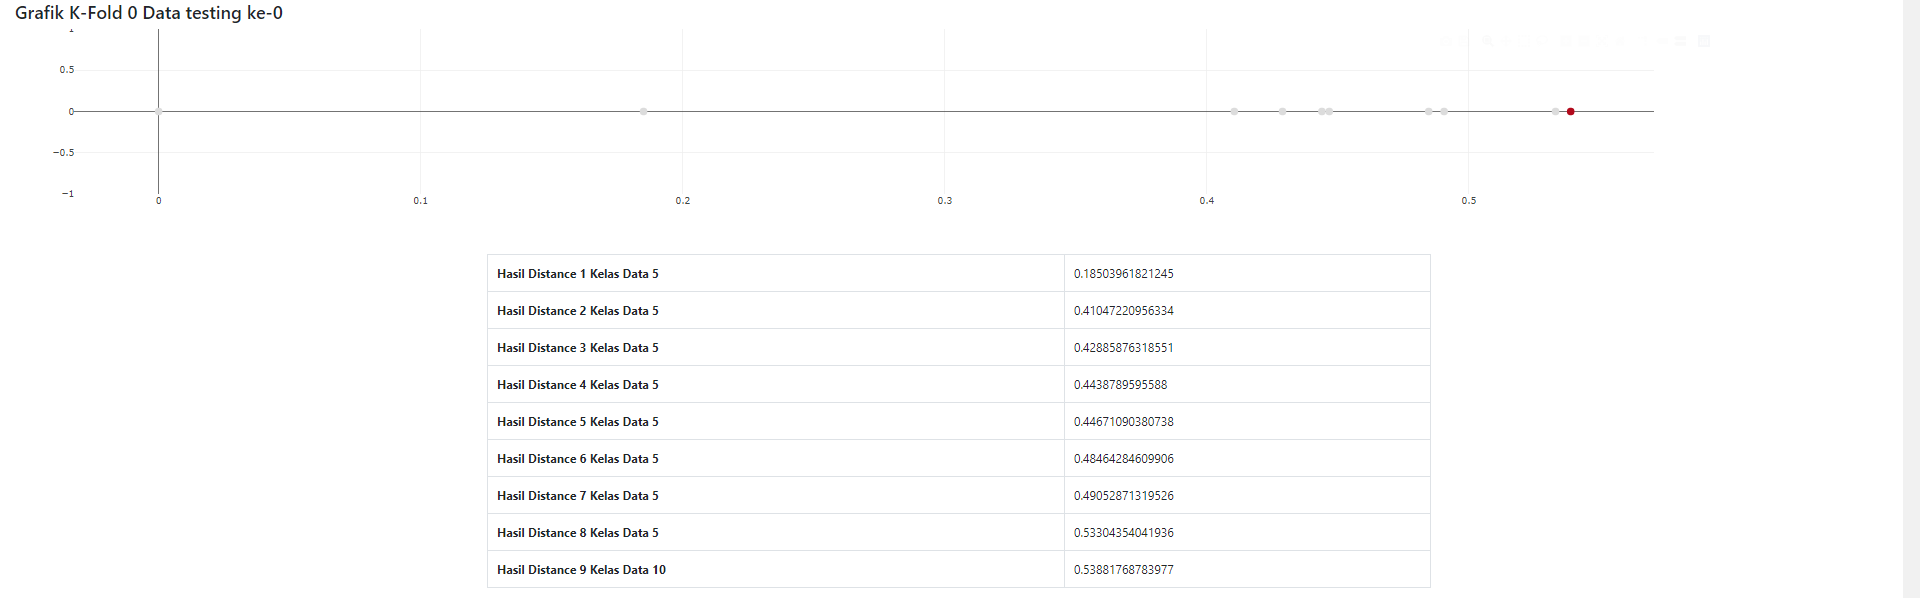 Grafik K-Fold 0 Data testing ke-0
1
0.5
0
−0.5
−1
0 0.1 0.2 0.3 0.4 0.5
Hasil Distance 1 Kelas Data 5 0.18503961821245
Hasil Distance 2 Kelas Data 5 0.41047220956334
Hasil Distance 3 Kelas Data 5 0.42885876318551
Hasil Distance 4 Kelas Data 5 0.4438789595588
Hasil Distance 5 Kelas Data 5 0.44671090380738
Hasil Distance 6 Kelas Data 5 0.48464284609906
Hasil Distance 7 Kelas Data 5 0.49052871319526
Hasil Distance 8 Kelas Data 5 0.53304354041936
Hasil Distance 9 Kelas Data 10 0.53881768783977